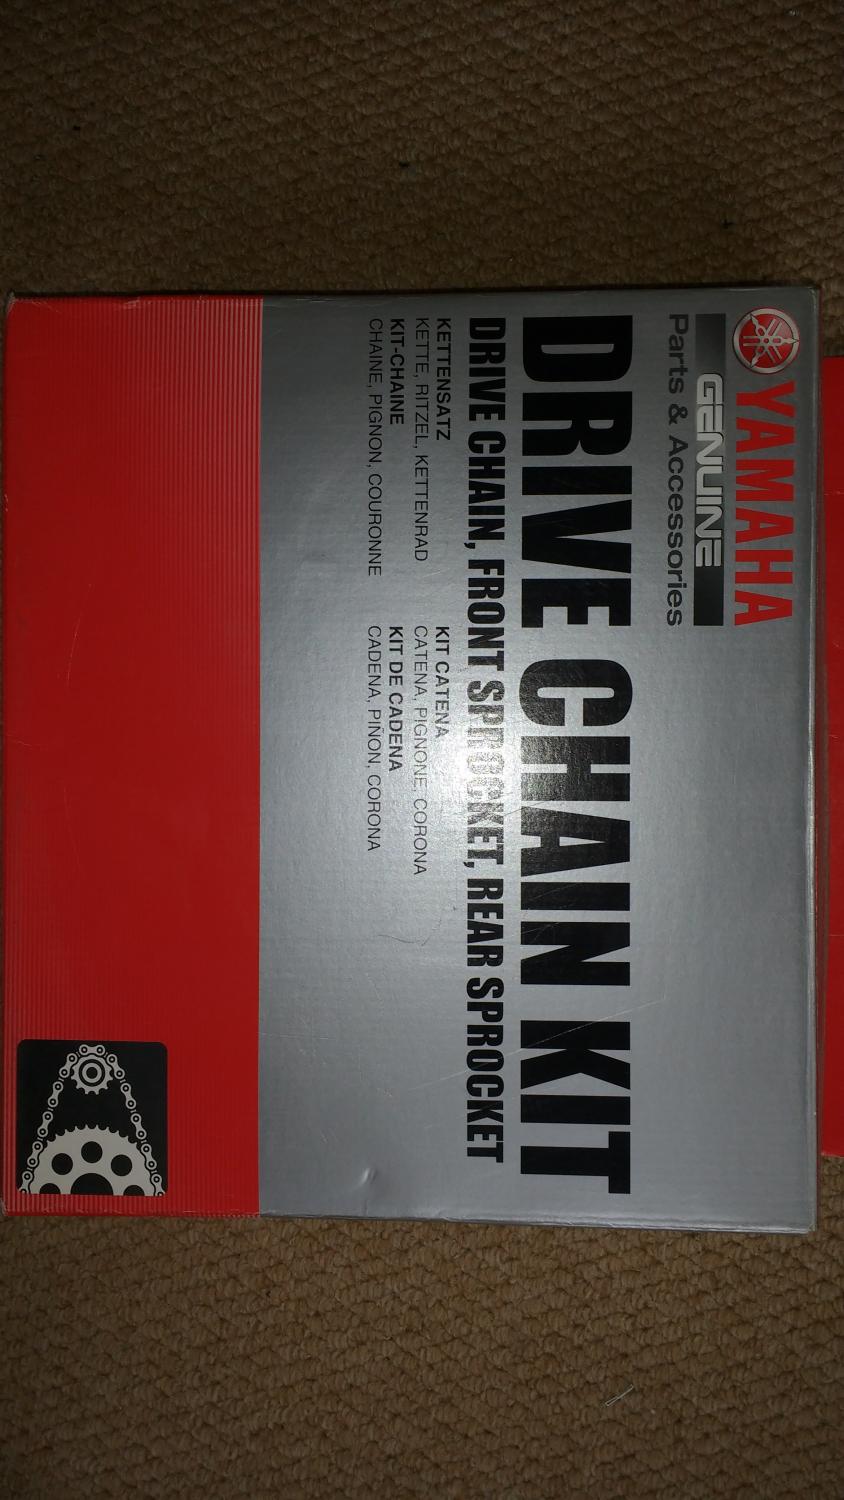 YAMAHA
GENUINE
Parts & Accessories
DRIVE CHAIN KIT
DRIVE CHAIN, FRONT SPROCKET, REAR SPROCKET
KETTENSATZ
KETTE, RITZEL, KETTENRAD
KIT-CHAINE
CHAINE, PIGNON, COURONNE
KIT CATENA
CATENA, PIGNONE, CORONA
KIT DE CADENA
CADENA, PIÑON, CORONA